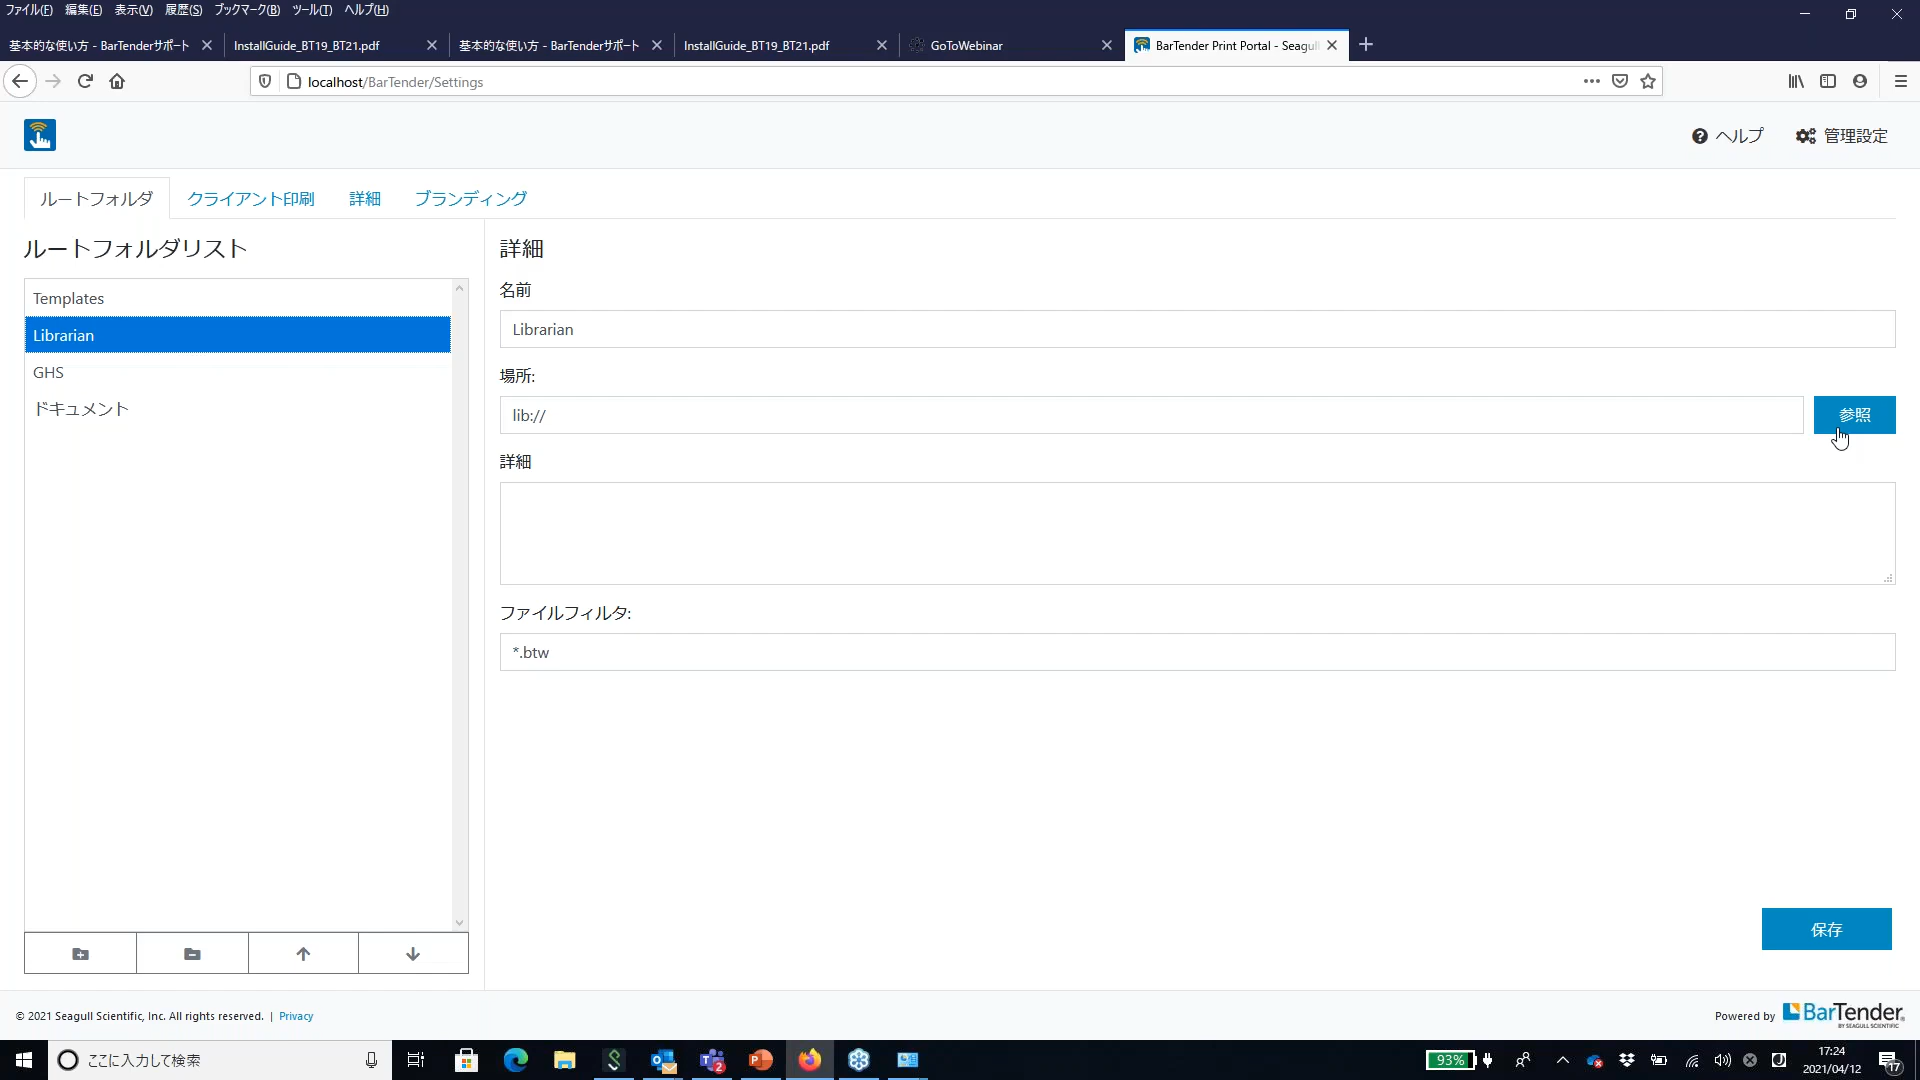 ファイル(F) 編集(E) 表示(V) 履歴(S) ブックマーク(B) ツール(T) ヘルプ(H)
基本的な使い方 - BarTenderサポート InstallGuide_BT19_BT21.pdf 基本的な使い方 - BarTenderサポート InstallGuide_BT19_BT21.pdf GoToWebinar BarTender Print Portal - Seagull
localhost/BarTender/Settings
ヘルプ 管理設定
ルートフォルダ クライアント印刷 詳細 ブランディング
ルートフォルダリスト
Templates
Librarian
GHS
ドキュメント
詳細
名前
Librarian
場所:
lib://
参照
詳細
ファイルフィルタ:
*.btw
保存
© 2021 Seagull Scientific, Inc. All rights reserved. | Privacy
Powered by BarTender
BY SEAGULL SCIENTIFIC
ここに入力して検索
93%
17:24
2021/04/12
2
17